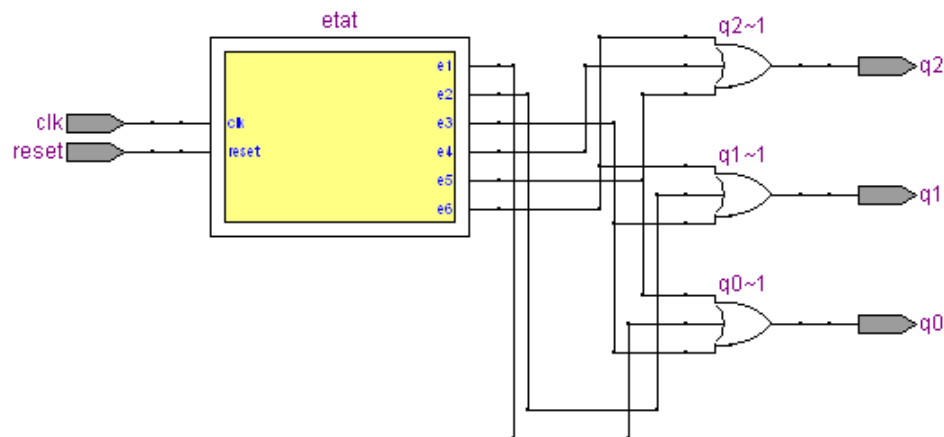 etat
q2~1
e1
q2
e2
clk
clk
e3
reset
reset
e4
q1~1
e5
q1
e6
q0~1
q0